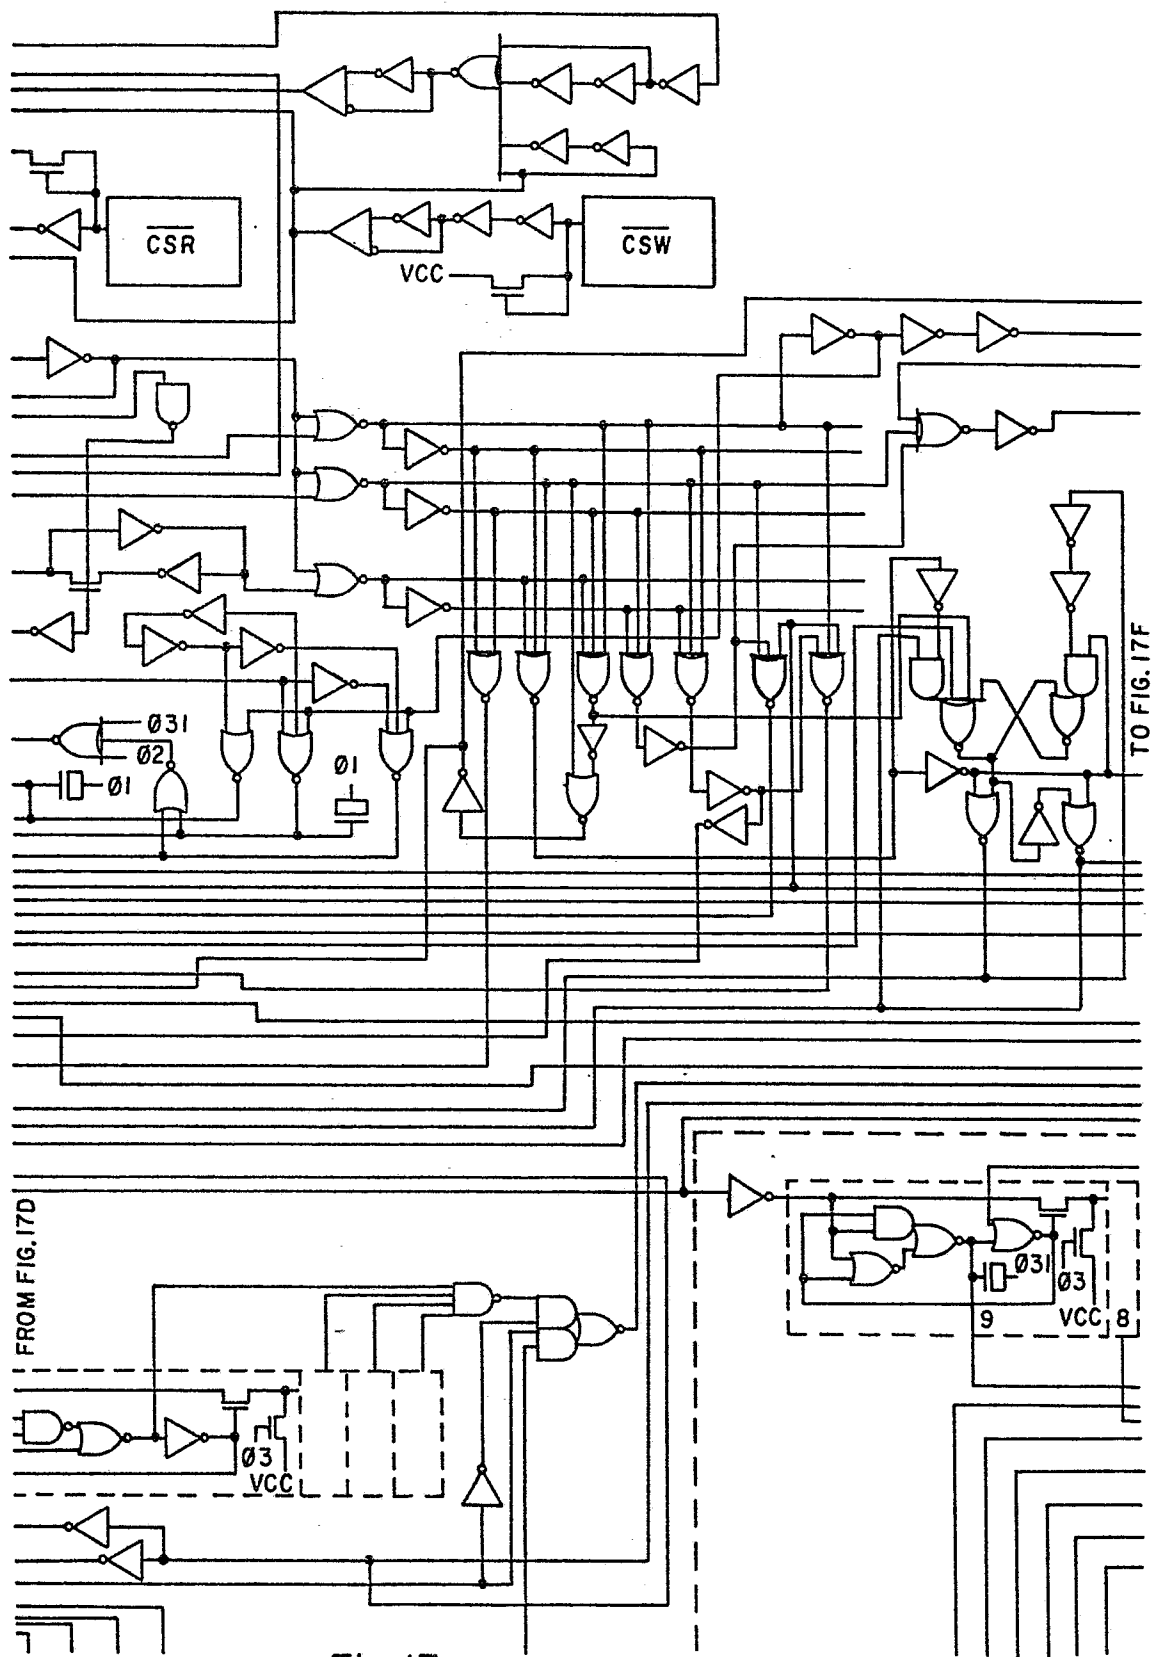 CSR
CSW
VCC
TO FIG.17F
Ø31
Ø2
Ø1
Ø1
FROM FIG.17D
Ø31
Ø3
9
VCC
8
Ø3
VCC